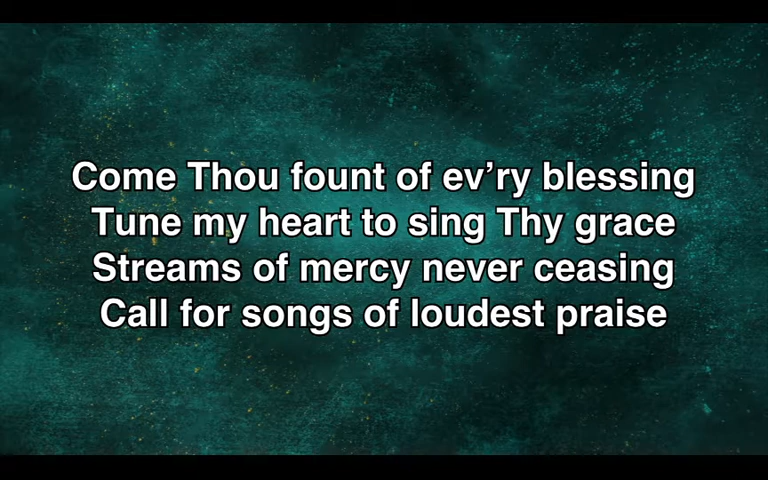 Come Thou fount of ev’ry blessing
Tune my heart to sing Thy grace
Streams of mercy never ceasing
Call for songs of loudest praise